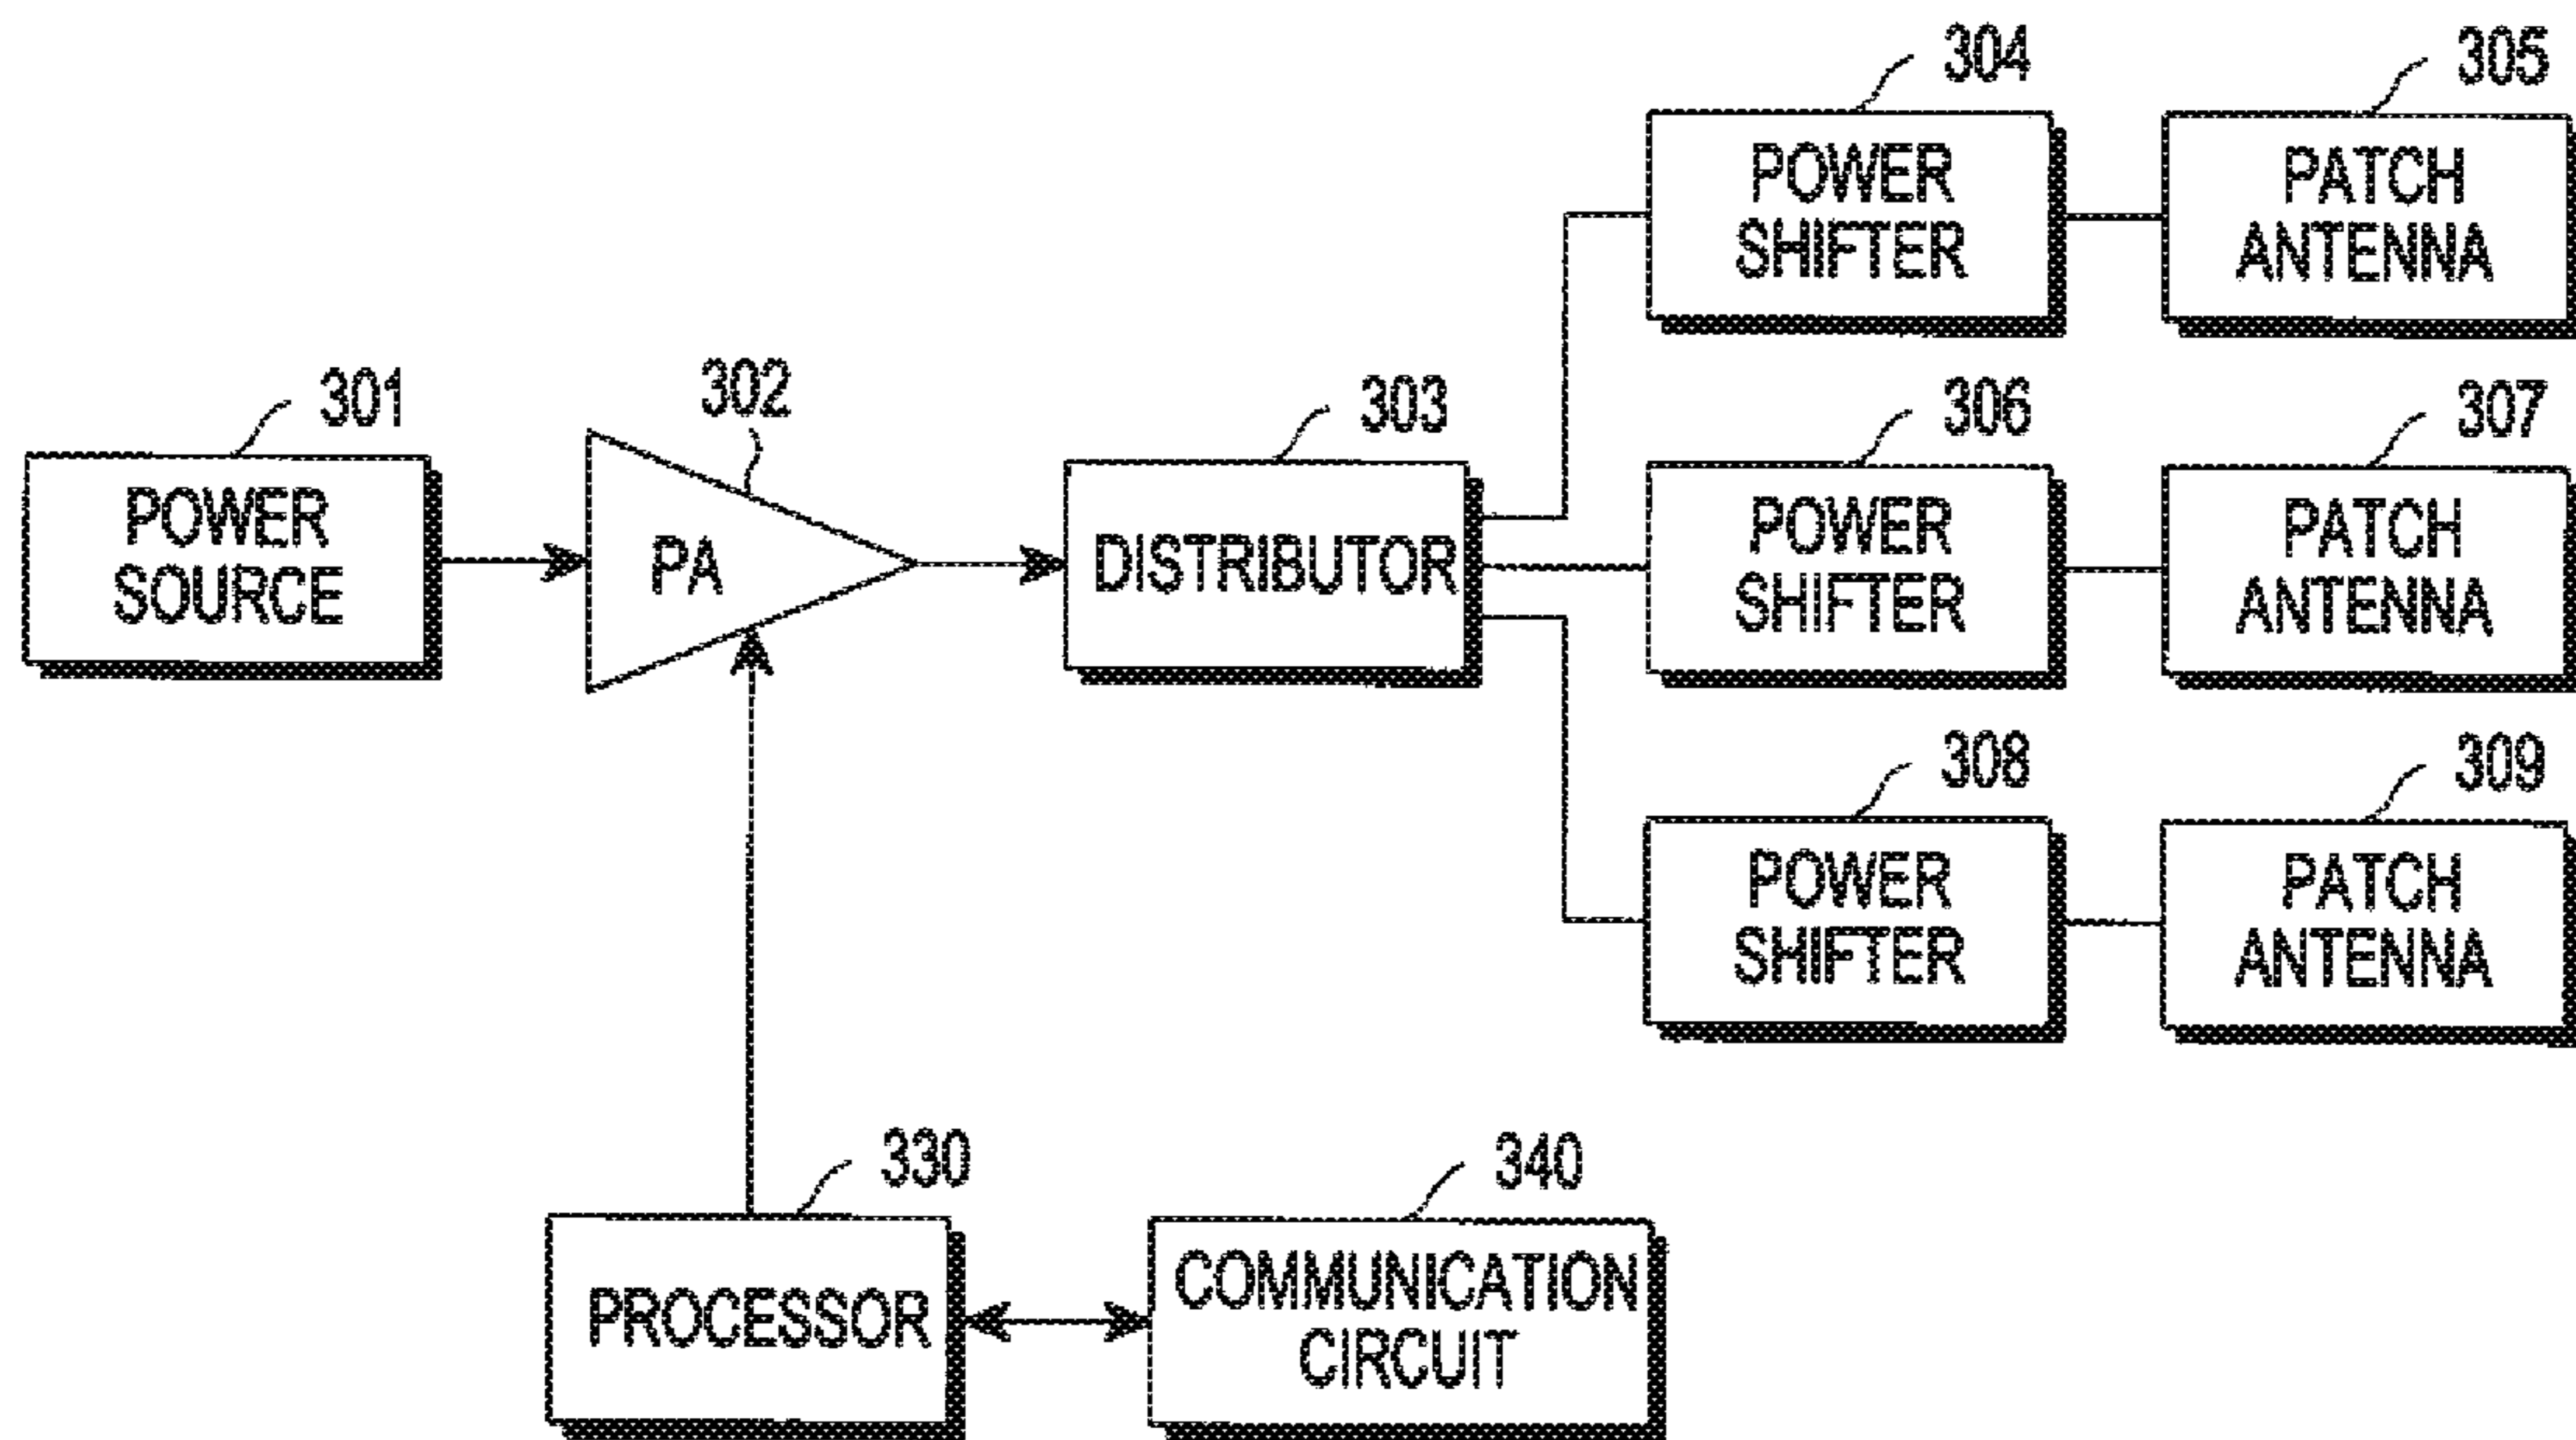 304
305
POWER
SHIFTER
PATCH
ANTENNA
301
302
303
306
307
POWER
SOURCE
PA
DISTRIBUTOR
POWER
SHIFTER
PATCH
ANTENNA
308
309
POWER
SHIFTER
PATCH
ANTENNA
330
340
PROCESSOR
COMMUNICATION
CIRCUIT